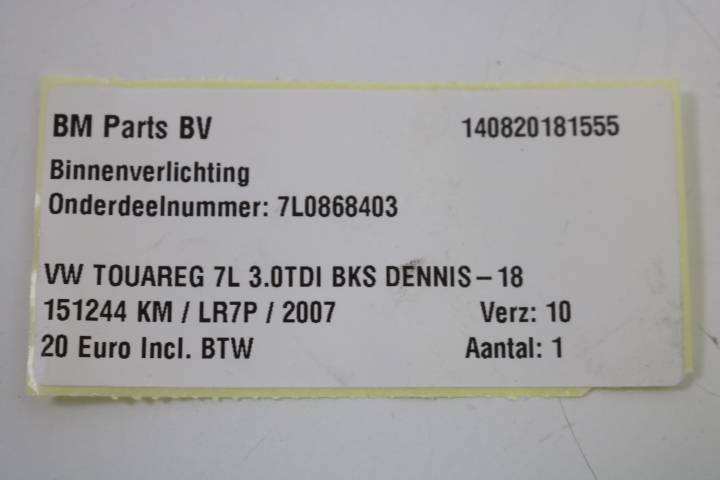 BM Parts BV 140820181555
Binnenverlichting
Onderdeelnummer: 7L0868403
VW TOUAREG 7L 3.0TDI BKS DENNIS – 18
151244 KM / LR7P / 2007 Verz: 10
20 Euro Incl. BTW Aantal: 1